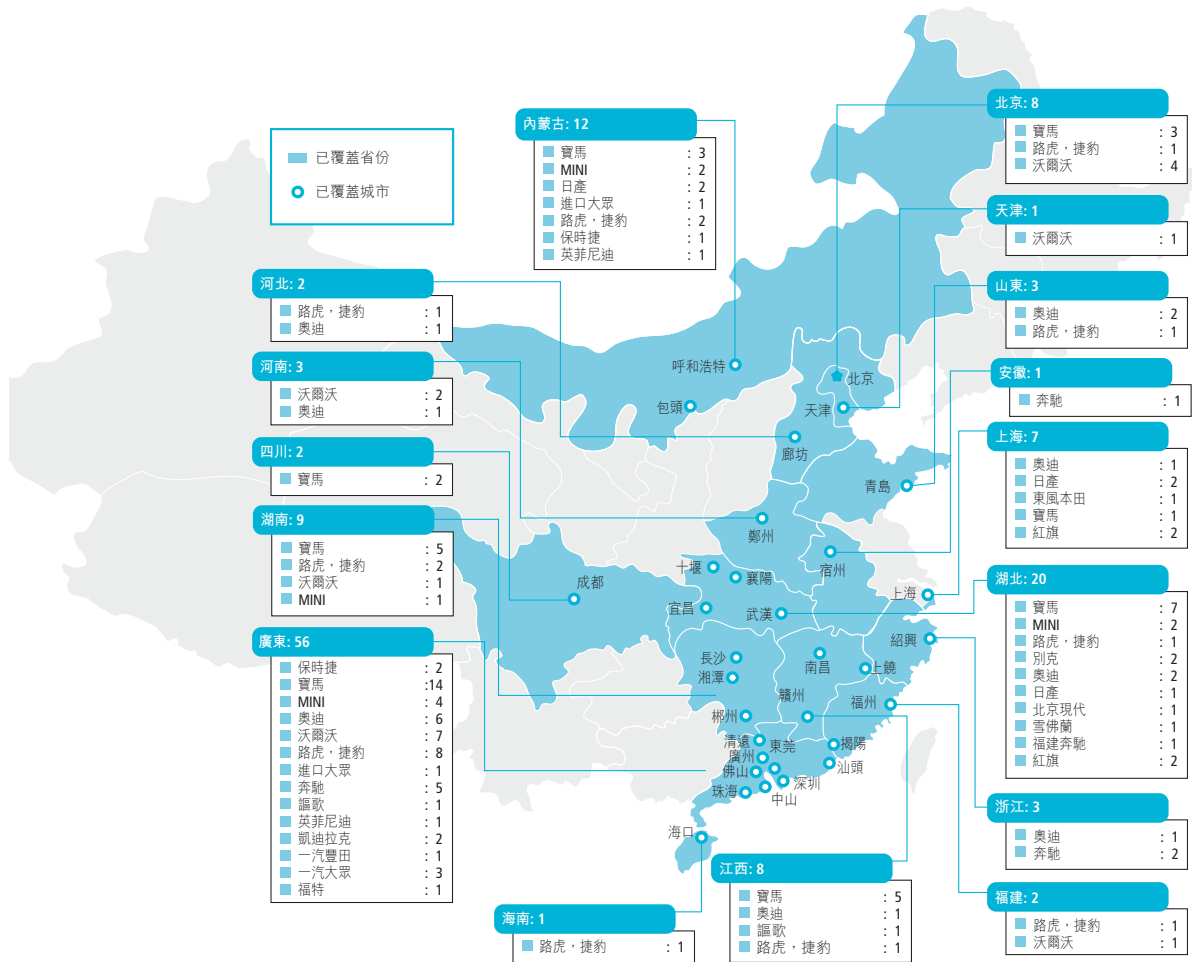 已覆蓋省份
已覆蓋城市
內蒙古: 12
寶馬 : 3
MINI : 2
日產 : 2
進口大眾 : 1
路虎，捷豹 : 2
保時捷 : 1
英菲尼迪 : 1
河北: 2
路虎，捷豹 : 1
奧迪 : 1
河南: 3
沃爾沃 : 2
奧迪 : 1
四川: 2
寶馬 : 2
湖南: 9
寶馬 : 5
路虎，捷豹 : 2
沃爾沃 : 1
MINI : 1
廣東: 56
保時捷 : 2
寶馬 :14
MINI : 4
奧迪 : 6
沃爾沃 : 7
路虎，捷豹 : 8
進口大眾 : 1
奔馳 : 5
謳歌 : 1
英菲尼迪 : 1
凱迪拉克 : 2
一汽豐田 : 1
一汽大眾 : 3
福特 : 1
海南: 1
路虎，捷豹 : 1
江西: 8
寶馬 : 5
奧迪 : 1
謳歌 : 1
路虎，捷豹 : 1
北京: 8
寶馬 : 3
路虎，捷豹 : 1
沃爾沃 : 4
天津: 1
沃爾沃 : 1
山東: 3
奧迪 : 2
路虎，捷豹 : 1
安徽: 1
奔馳 : 1
上海: 7
奧迪 : 1
日產 : 2
東風本田 : 1
寶馬 : 1
紅旗 : 2
湖北: 20
寶馬 : 7
MINI : 2
路虎，捷豹 : 1
別克 : 2
奧迪 : 2
日產 : 1
北京現代 : 1
雪佛蘭 : 1
福建奔馳 : 1
紅旗 : 2
浙江: 3
奧迪 : 1
奔馳 : 2
福建: 2
路虎，捷豹 : 1
沃爾沃 : 1
呼和浩特
北京
包頭
天津
廊坊
青島
鄭州
宿州
十堰
襄陽
成都
宜昌
武漢
上海
紹興
長沙
南昌
上饒
湘潭
贛州
福州
郴州
清遠
東莞
揭陽
廣州
汕頭
佛山
深圳
珠海
中山
海口